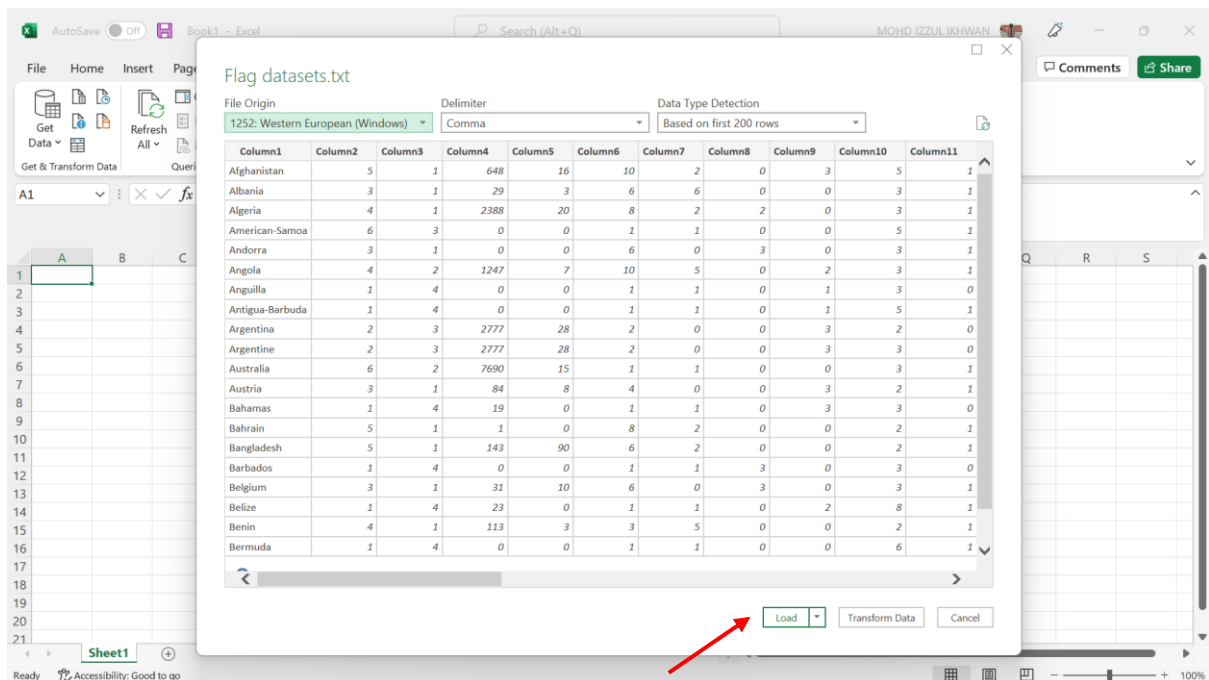 AutoSave Off Book1 - Excel Search (Alt+Q) MOHD IZZUL IKHWAN
File Home Insert Page Comments Share
Get Data
Refresh All
Get & Transform Data Queri
A1 fx
A B C Q R S
1
2
3
4
5
6
7
8
9
10
11
12
13
14
15
16
17
18
19
20
21
Flag datasets.txt
File Origin Delimiter Data Type Detection
1252: Western European (Windows) Comma Based on first 200 rows
Column1 Column2 Column3 Column4 Column5 Column6 Column7 Column8 Column9 Column10 Column11
Afghanistan 5 1 648 16 10 2 0 3 5 1
Albania 3 1 29 3 6 6 0 0 3 1
Algeria 4 1 2388 20 8 2 2 0 3 1
American-Samoa 6 3 0 0 1 1 0 0 5 1
Andorra 3 1 0 0 6 0 3 0 3 1
Angola 4 2 1247 7 10 5 0 2 3 1
Anguilla 1 4 0 0 1 1 0 1 3 0
Antigua-Barbuda 1 4 0 0 1 1 0 1 5 1
Argentina 2 3 2777 28 2 0 0 3 2 0
Argentine 2 3 2777 28 2 0 0 3 3 0
Australia 6 2 7690 15 1 1 0 0 3 1
Austria 3 1 84 8 4 0 0 3 2 1
Bahamas 1 4 19 0 1 1 0 3 3 0
Bahrain 5 1 1 0 8 2 0 0 2 1
Bangladesh 5 1 143 90 6 2 0 0 2 1
Barbados 1 4 0 0 1 1 3 0 3 0
Belgium 3 1 31 10 6 0 3 0 3 1
Belize 1 4 23 0 1 1 0 2 8 1
Benin 4 1 113 3 3 5 0 0 2 1
Bermuda 1 4 0 0 1 1 0 0 6 1
Load Transform Data Cancel
Sheet1
Ready Accessibility: Good to go 100%